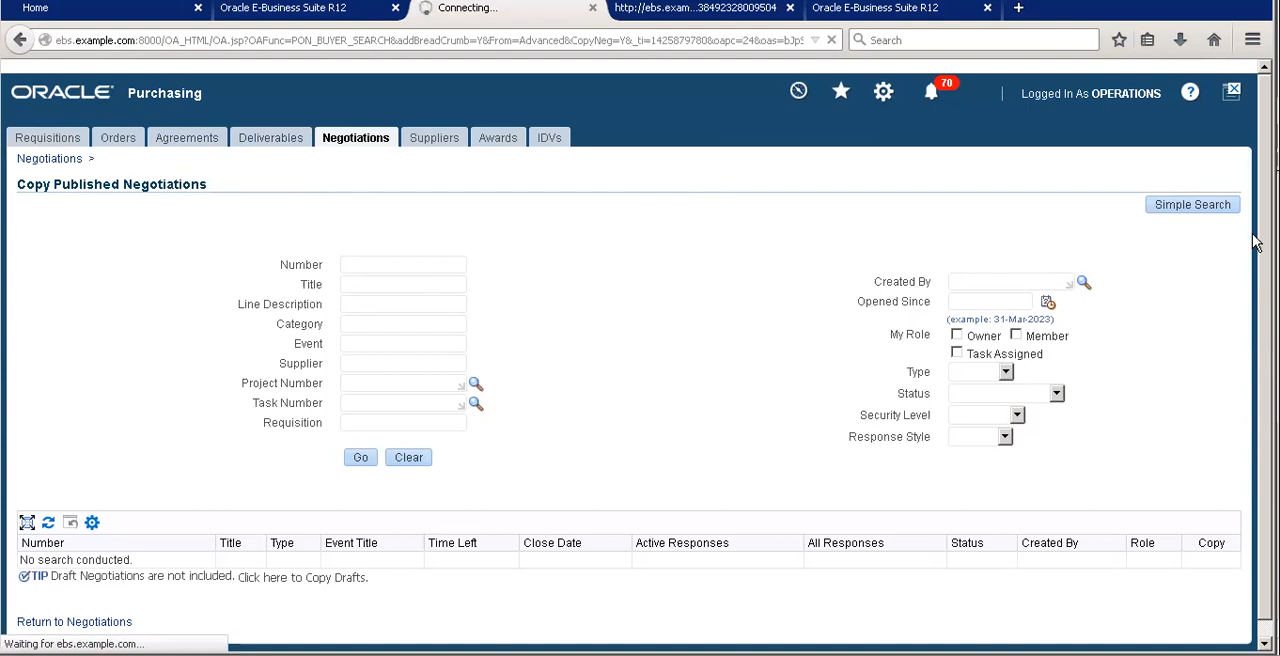 Home
Oracle E-Business Suite R12
Connecting...
http://ebs.exam...38492328009504
Oracle E-Business Suite R12
ebs.example.com:8000/OA_HTML/OA.jsp?OAFunc=PON_BUYER_SEARCH&addBreadCrumb=Y&From=Advanced&CopyNeg=Y&_ti=1425879780&oapc=24&oas=bJpS
Search
ORACLE Purchasing
70
Logged In As OPERATIONS
Requisitions Orders Agreements Deliverables Negotiations Suppliers Awards IDVs
Negotiations >
Copy Published Negotiations
Simple Search
Number
Title
Line Description
Category
Event
Supplier
Project Number
Task Number
Requisition
Go Clear
Created By
Opened Since
(example: 31-Mar-2023)
My Role Owner Member
Task Assigned
Type
Status
Security Level
Response Style
Number Title Type Event Title Time Left Close Date Active Responses All Responses Status Created By Role Copy
No search conducted.
TIP Draft Negotiations are not included. Click here to Copy Drafts.
Return to Negotiations
Waiting for ebs.example.com...